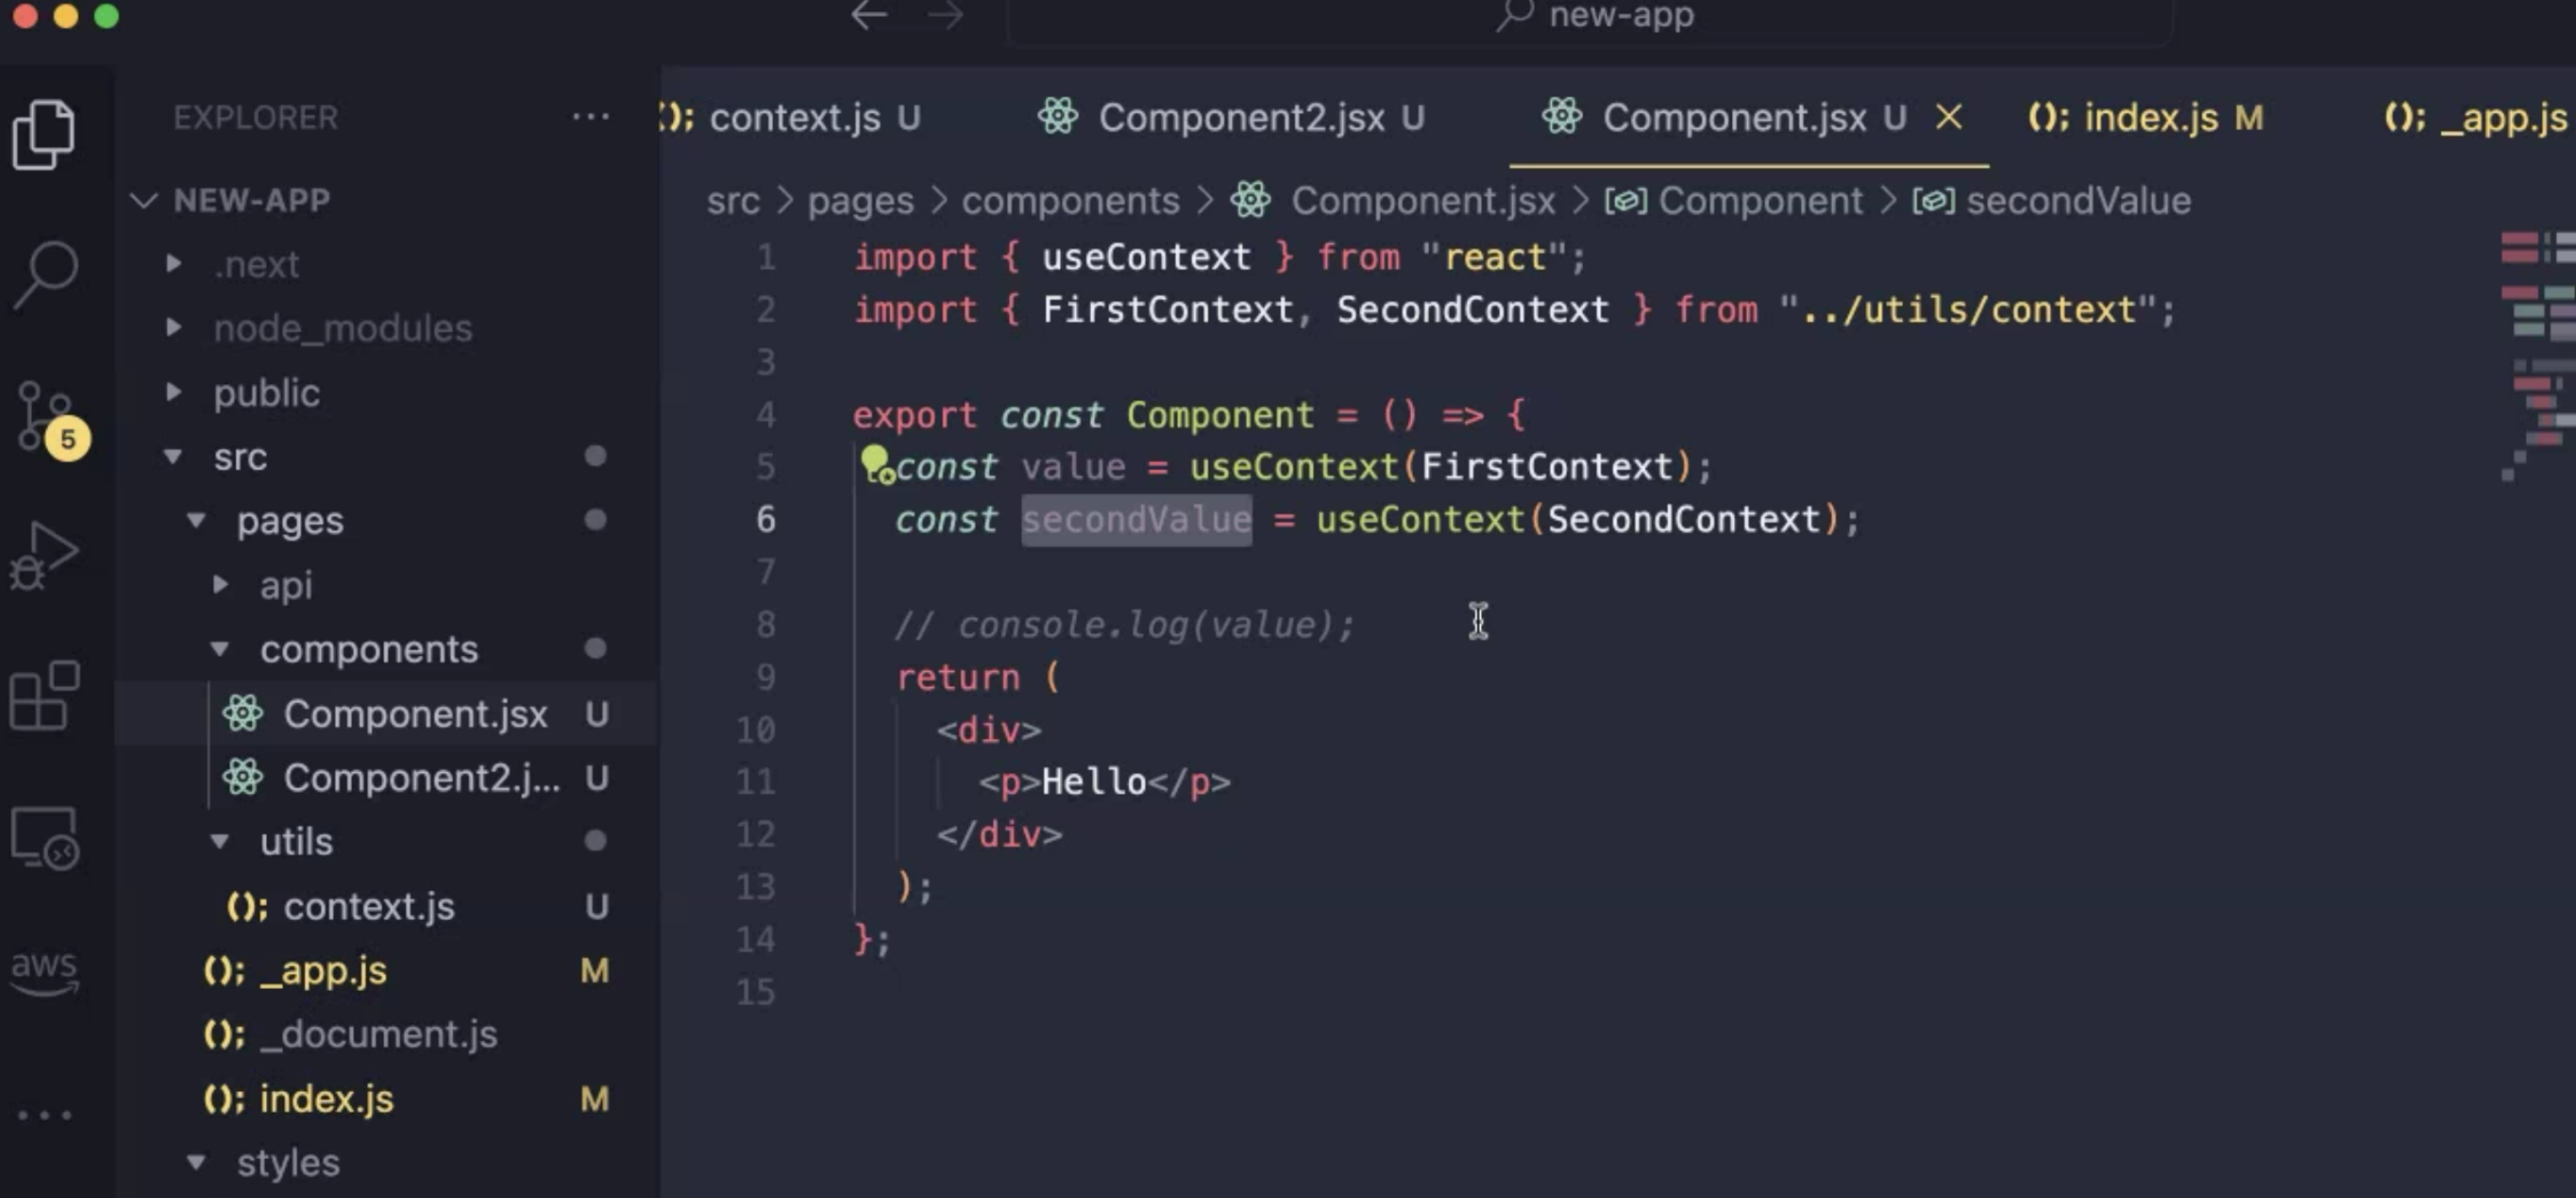 new-app
EXPLORER ...
(); context.js U Component2.jsx U Component.jsx U (); index.js M (); _app.js
NEW-APP
src > pages > components > Component.jsx > Component > secondValue
.next
node_modules
public
5
src
pages
api
components
Component.jsx U
Component2.j... U
utils
(); context.js U
aws
(); _app.js M
(); _document.js
(); index.js M
...
styles
1 import { useContext } from "react";
2 import { FirstContext, SecondContext } from "../utils/context";
3
4 export const Component = () => {
5 const value = useContext(FirstContext);
6 const secondValue = useContext(SecondContext);
7
8 // console.log(value);
9 return (
10 <div>
11 <p>Hello</p>
12 </div>
13 );
14 };
15